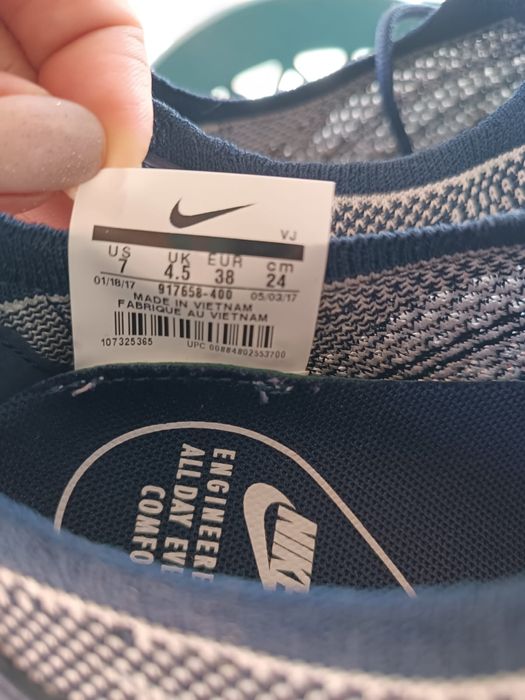 VJ
US UK EUR cm
7 4.5 38 24
01/18/17 917658-400 05/03/17
MADE IN VIETNAM
FABRIQUE AU VIETNAM
107325365 UPC 00884802553700
ENGINEERE
ALL DAY EVE
COMFO
NIKE